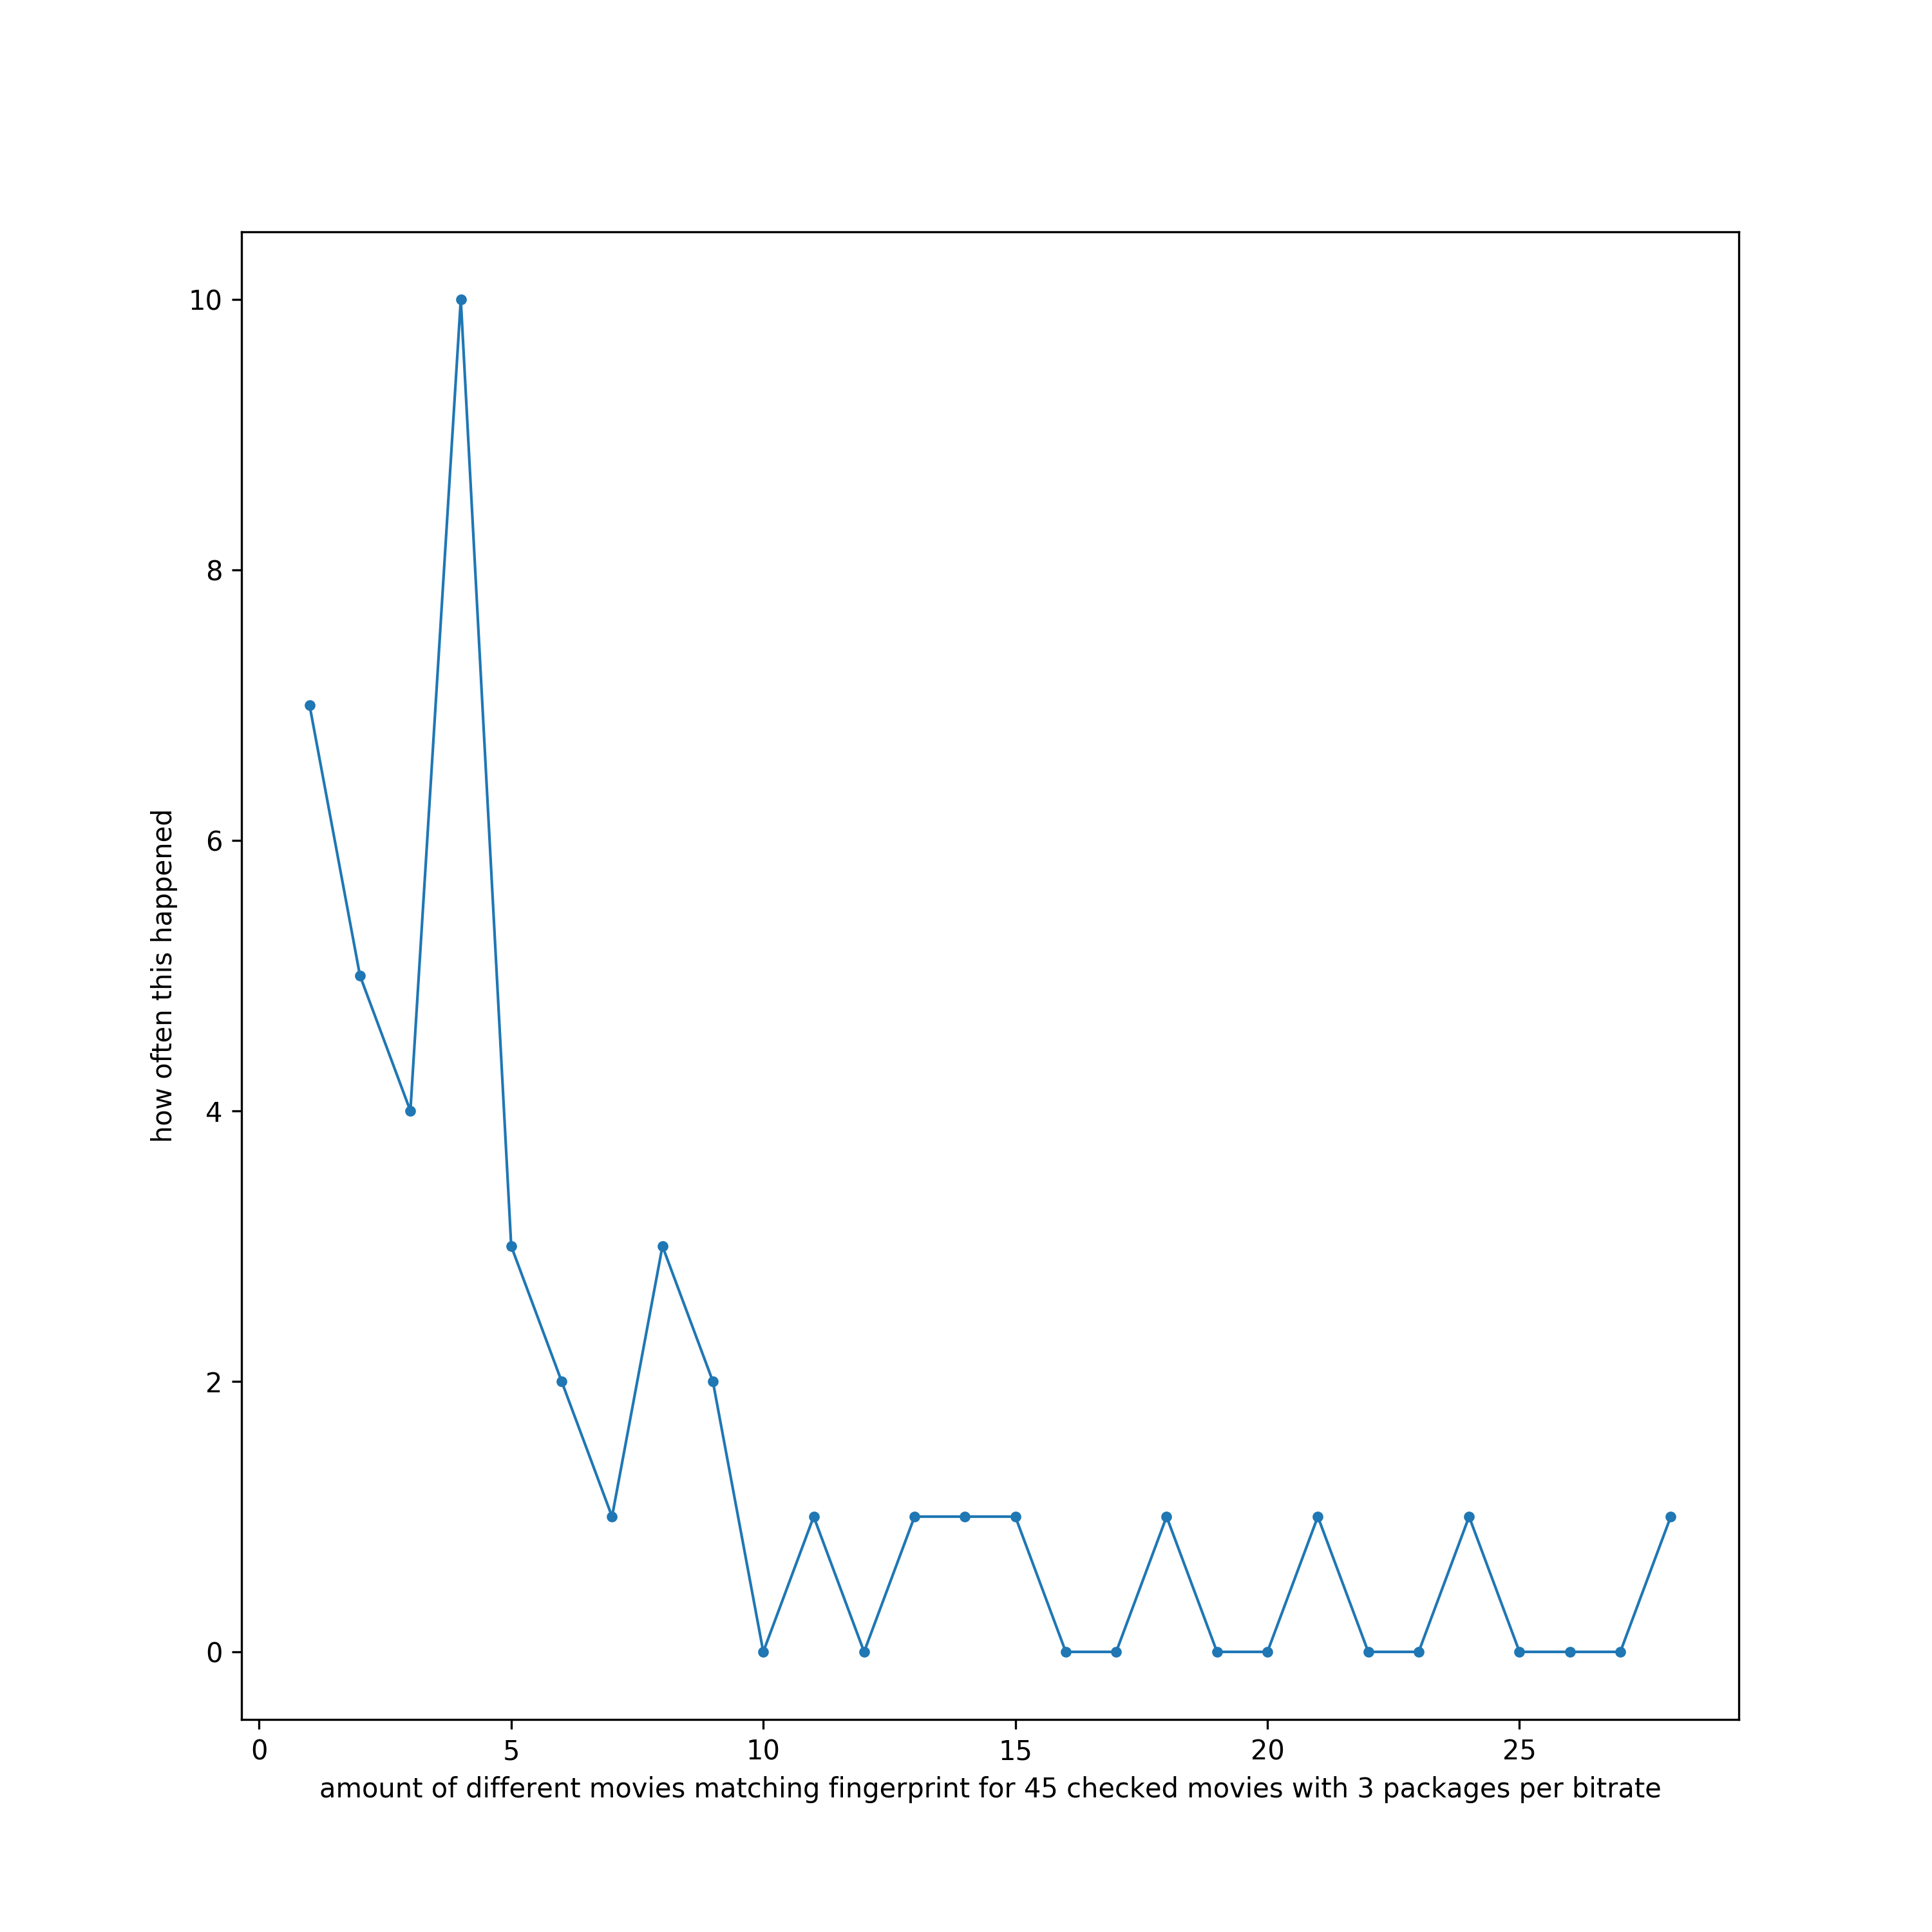 10
8
6
4
2
0
how often this happened
0 5 10 15 20 25
amount of different movies matching fingerprint for 45 checked movies with 3 packages per bitrate